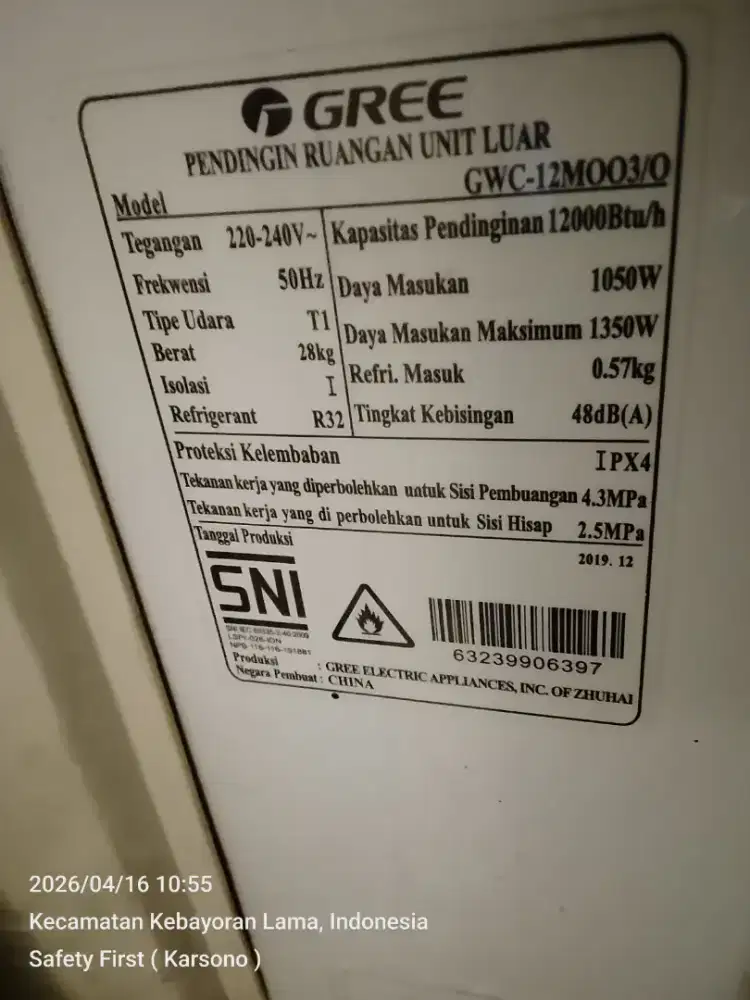 GREE
PENDINGIN RUANGAN UNIT LUAR
Model GWC-12MOO3/O
Tegangan 220-240V~ Kapasitas Pendinginan 12000Btu/h
Frekwensi 50Hz Daya Masukan 1050W
Tipe Udara T1 Daya Masukan Maksimum 1350W
Berat 28kg Refri. Masuk 0.57kg
Isolasi I
Refrigerant R32 Tingkat Kebisingan 48dB(A)
Proteksi Kelembaban IPX4
Tekanan kerja yang diperbolehkan untuk Sisi Pembuangan 4.3MPa
Tekanan kerja yang di perbolehkan untuk Sisi Hisap 2.5MPa
Tanggal Produksi 2019. 12
SNI
63239906397
Produksi : GREE ELECTRIC APPLIANCES, INC. OF ZHUHAI
Negara Pembuat : CHINA
2026/04/16 10:55
Kecamatan Kebayoran Lama, Indonesia
Safety First ( Karsono )